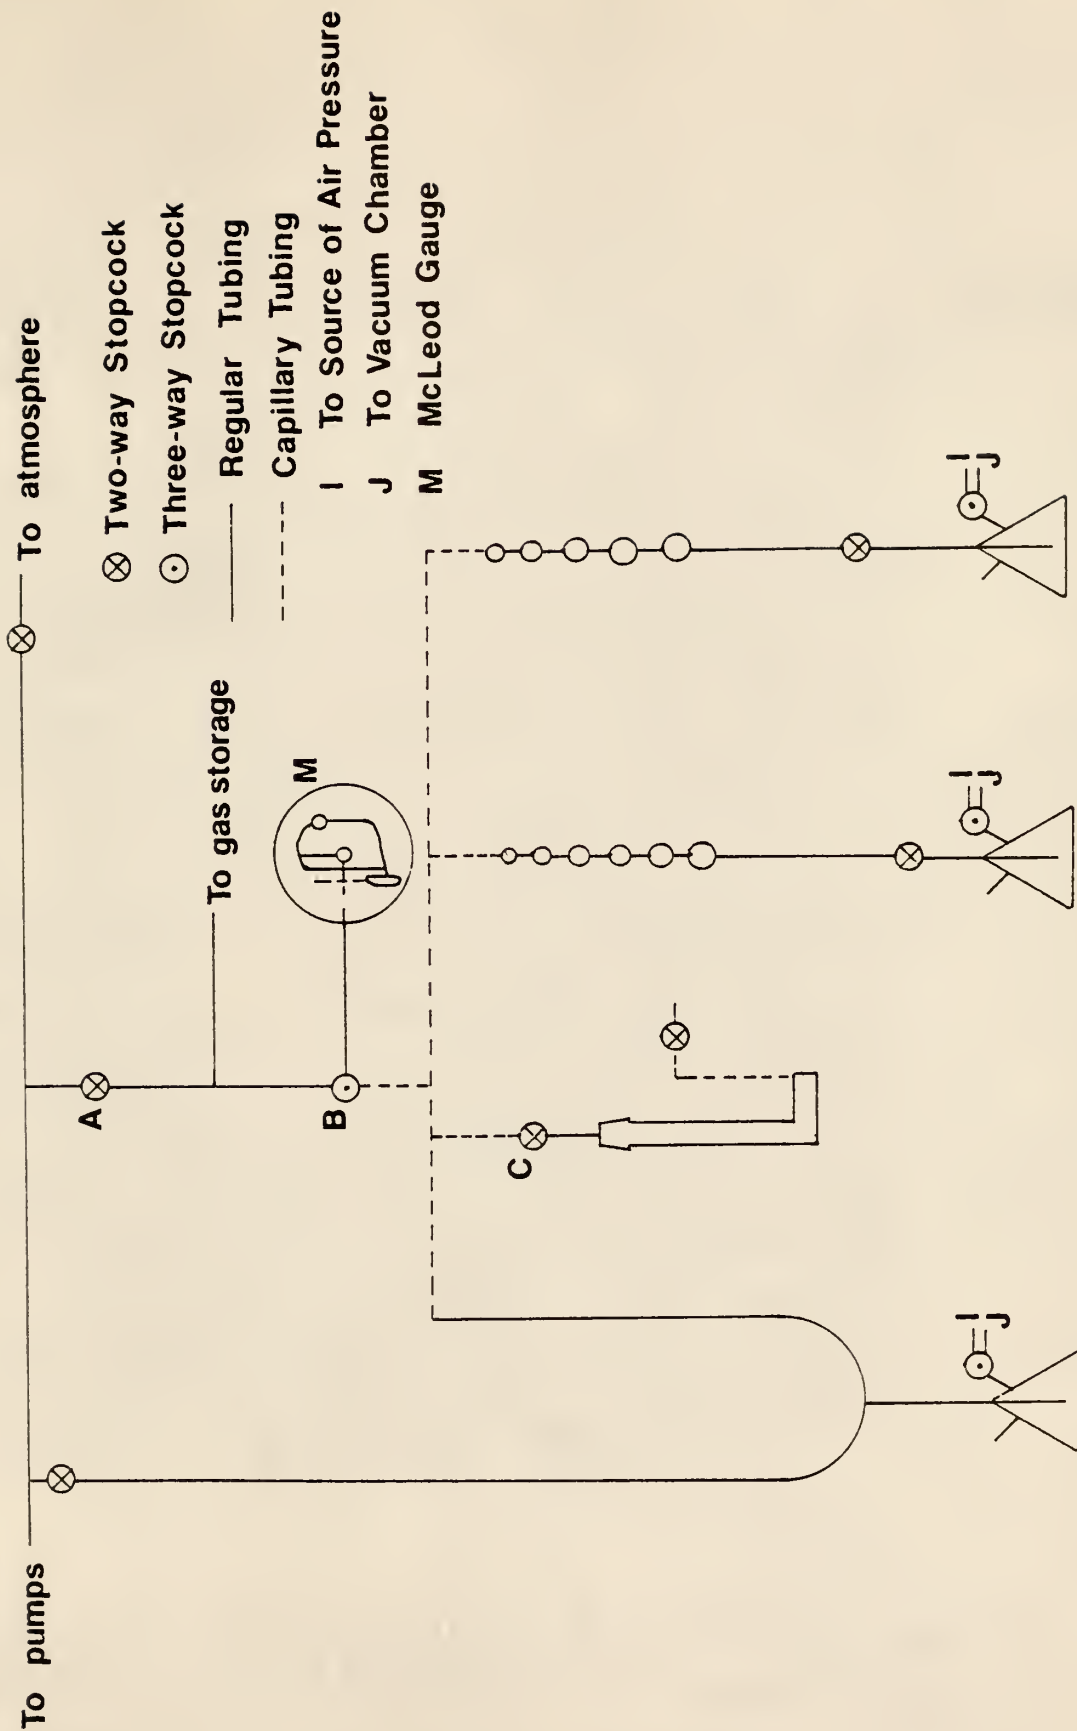 To pumps
To atmosphere
A
To gas storage
B
M
C
Two-way Stopcock
Three-way Stopcock
Regular Tubing
Capillary Tubing
I To Source of Air Pressure
J To Vacuum Chamber
M McLeod Gauge
I
J
I
J
I
J